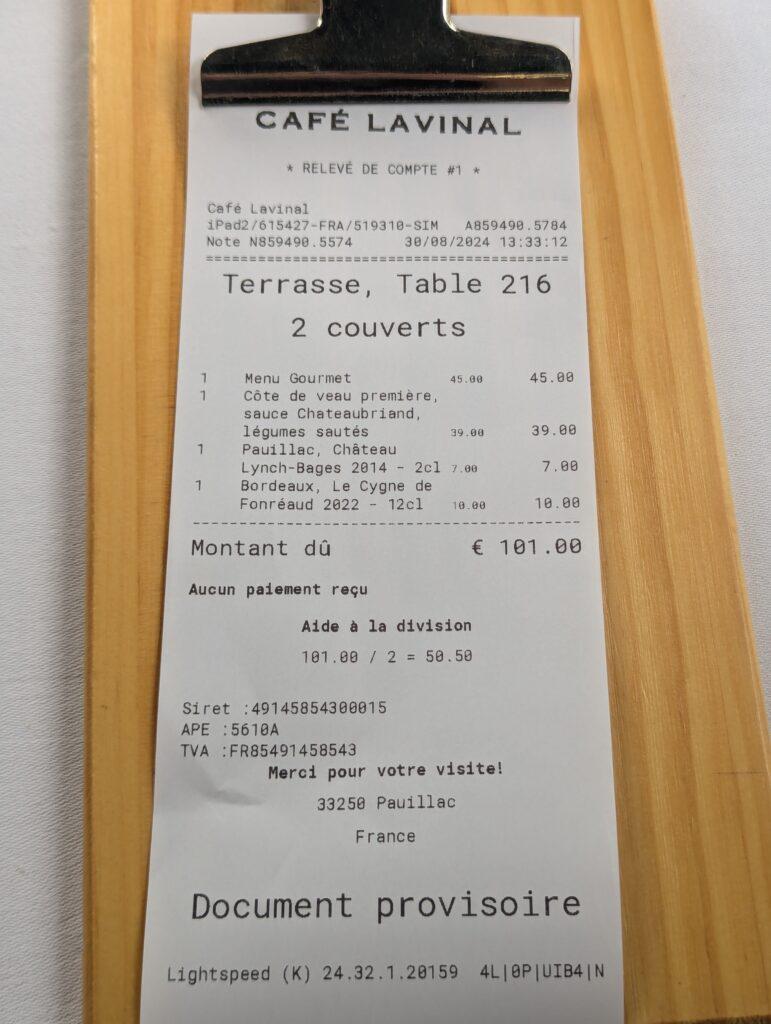 CAFÉ LAVINAL
* RELEVÉ DE COMPTE #1 *
Café Lavinal
iPad2/615427-FRA/519310-SIM A859490.5784
Note N859490.5574 30/08/2024 13:33:12
==========================================
Terrasse, Table 216
2 couverts
1 Menu Gourmet 45.00 45.00
1 Côte de veau première,
sauce Chateaubriand,
légumes sautés 39.00 39.00
1 Pauillac, Château
Lynch-Bages 2014 - 2cl 7.00 7.00
1 Bordeaux, Le Cygne de
Fonréaud 2022 - 12cl 10.00 10.00
------------------------------------------
Montant dû € 101.00
Aucun paiement reçu
Aide à la division
101.00 / 2 = 50.50
Siret :49145854300015
APE :5610A
TVA :FR85491458543
Merci pour votre visite!
33250 Pauillac
France
Document provisoire
Lightspeed (K) 24.32.1.20159 4L|0P|UIB4|N